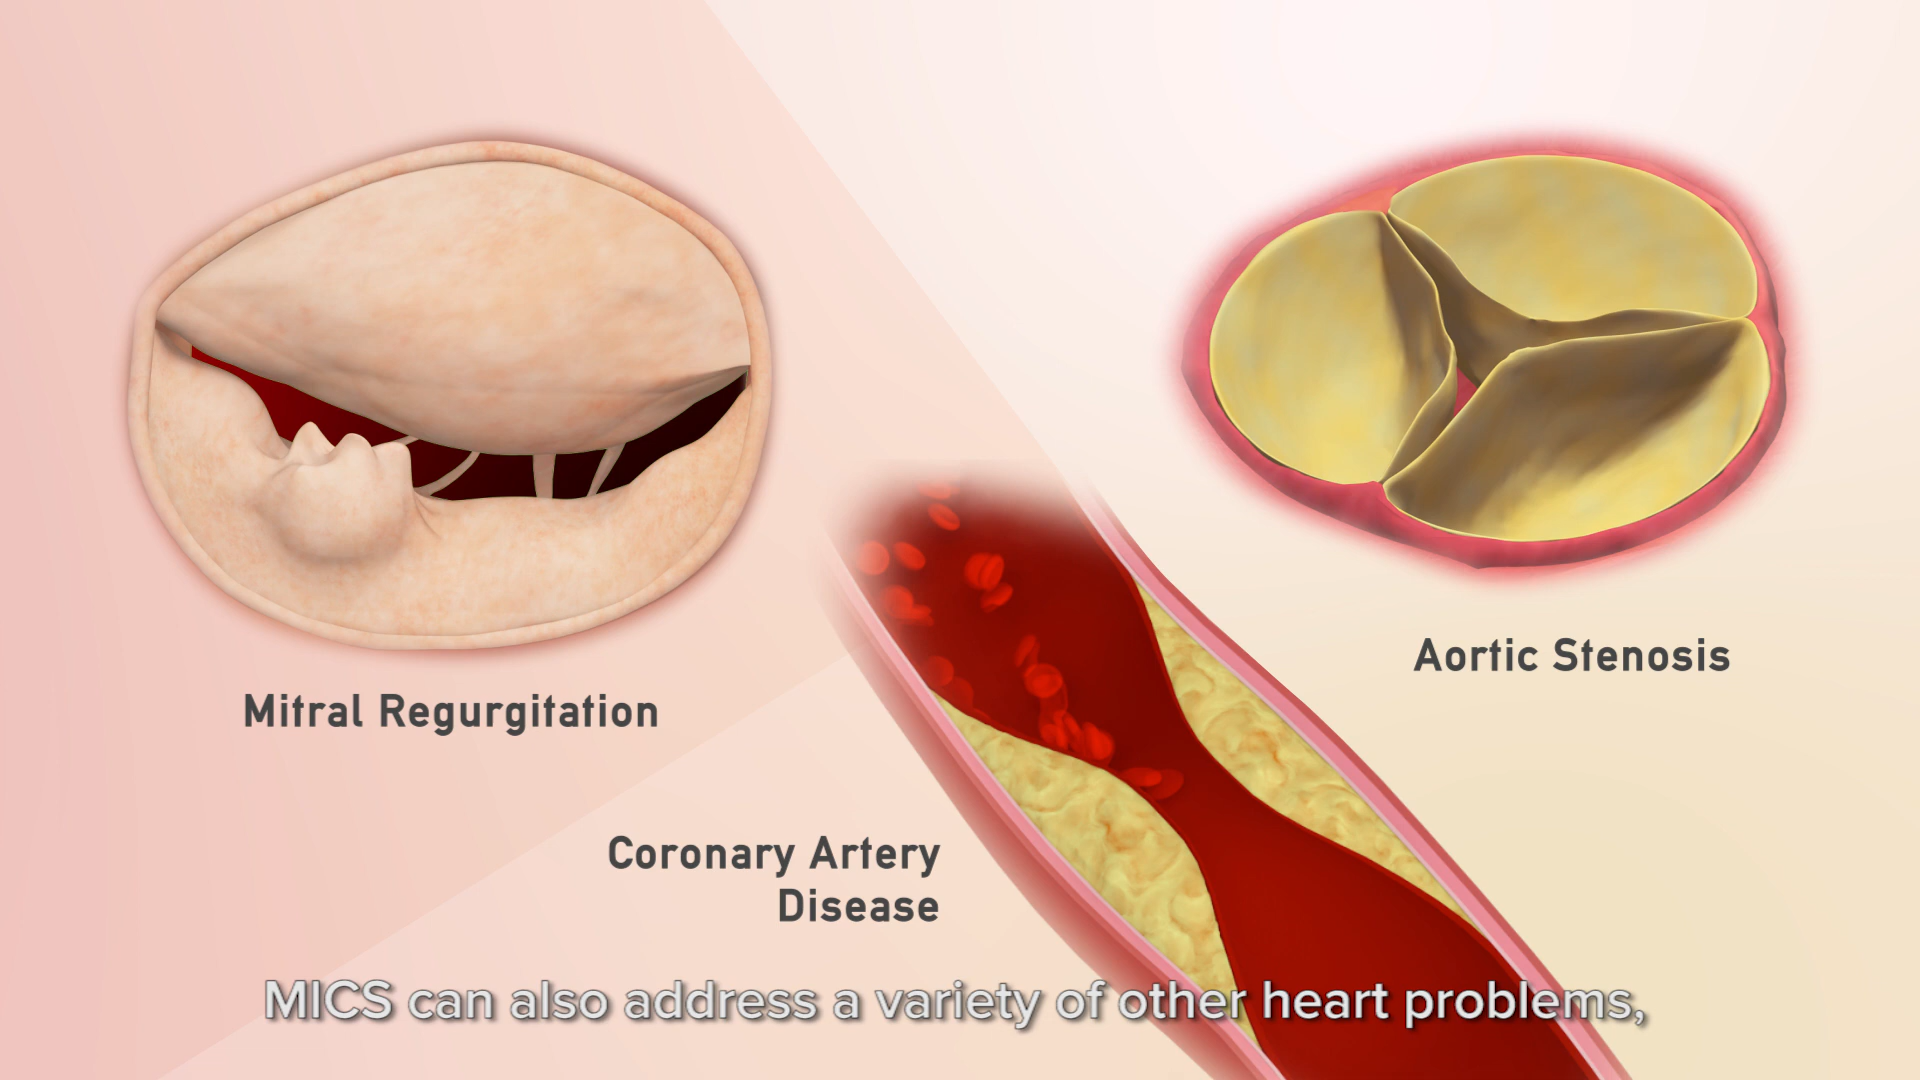 Mitral Regurgitation
Aortic Stenosis
Coronary Artery
Disease
MICS can also address a variety of other heart problems,